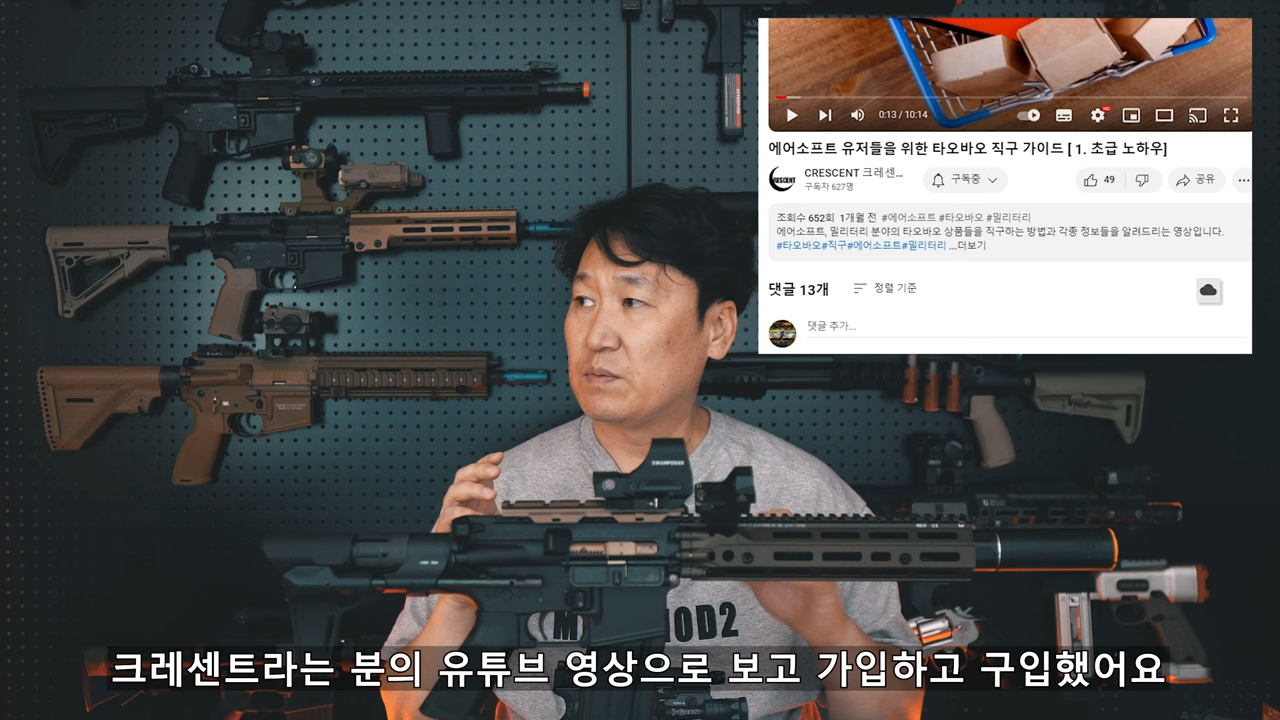 0:13 / 10:14
HD
에어소프트 유저들을 위한 타오바오 직구 가이드 [ 1. 초급 노하우]
CRESCENT 크레센...
구독자 627명
구독중
49
공유
조회수 652회 1개월 전 #에어소프트 #타오바오 #밀리터리
에어소프트, 밀리터리 분야의 타오바오 상품들을 직구하는 방법과 각종 정보들을 알려드리는 영상입니다.
#타오바오#직구#에어소프트#밀리터리 ...더보기
댓글 13개
정렬 기준
댓글 추가...
MOD2
크레센트라는 분의 유튜브 영상으로 보고 가입하고 구입했어요